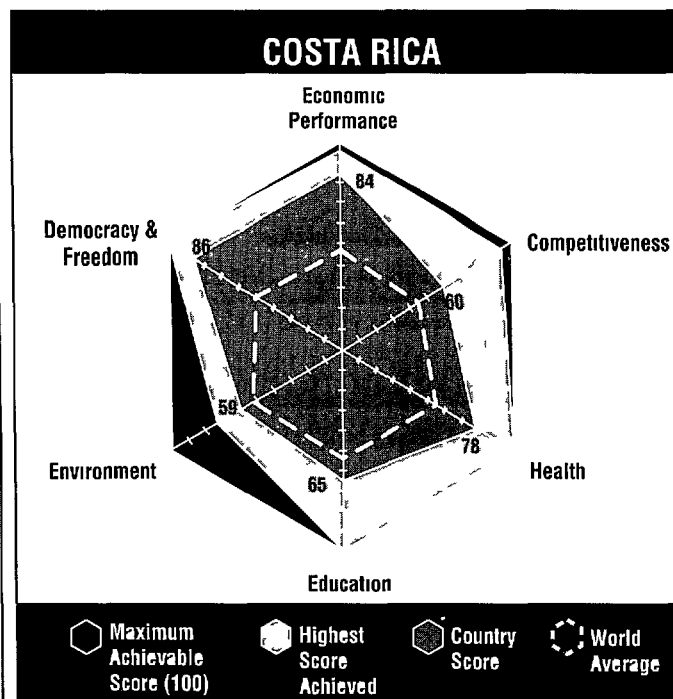 COSTA RICA
Economic
Performance
84
Democracy &
Freedom
86
Competitiveness
60
59
78
65
Environment
Health
Education
Maximum
Achievable
Score (100)
Highest
Score
Achieved
Country
Score
World
Average